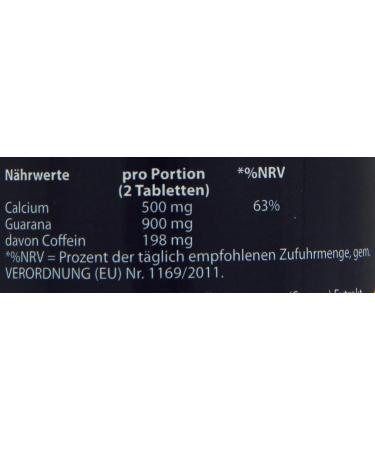 Nährwerte pro Portion *%NRV
(2 Tabletten)
Calcium 500 mg 63%
Guarana 900 mg
davon Coffein 198 mg
*%NRV = Prozent der täglich empfohlenen Zufuhrmenge, gem.
VERORDNUNG (EU) Nr. 1169/2011.